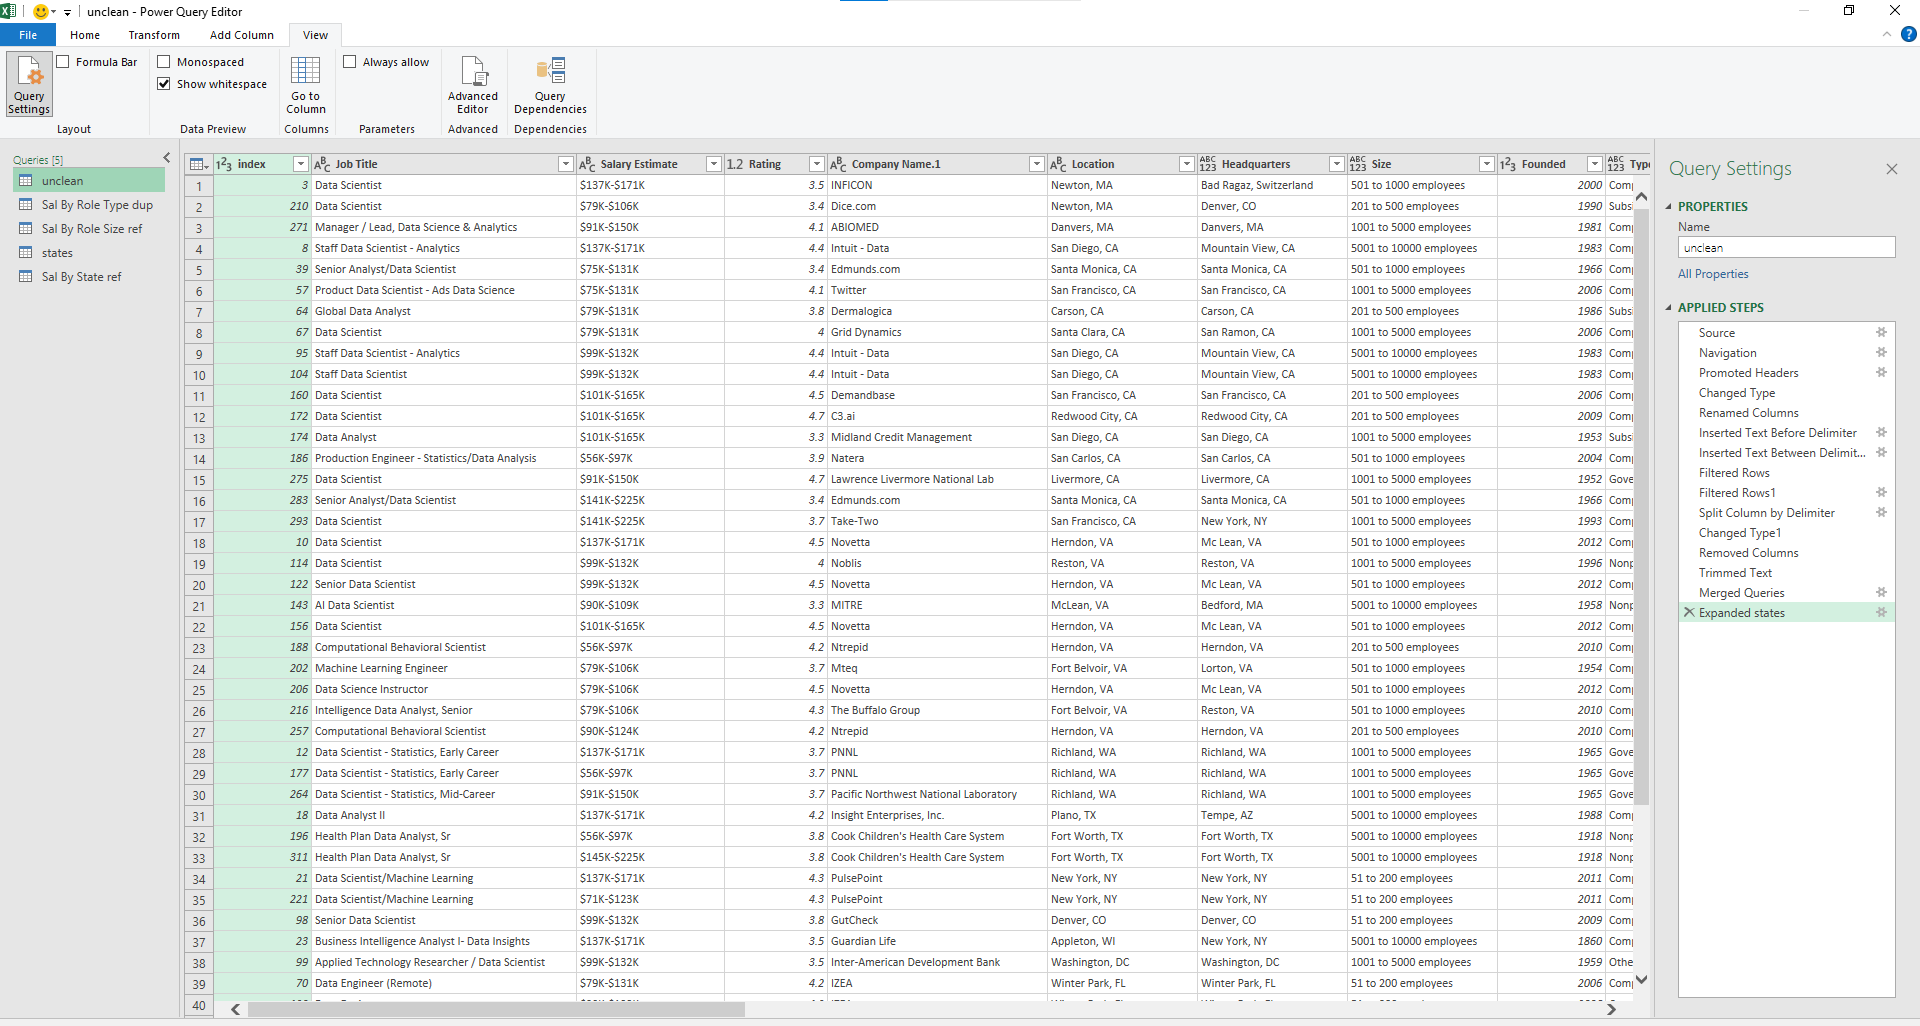 unclean - Power Query Editor
File Home Transform Add Column View
Query Settings
Formula Bar
Layout
Monospaced
Show whitespace
Data Preview
Go to Column
Columns
Always allow
Parameters
Advanced Editor
Advanced
Query Dependencies
Dependencies
Queries [5]
unclean
Sal By Role Type dup
Sal By Role Size ref
states
Sal By State ref
index Job Title Salary Estimate Rating Company Name.1 Location Headquarters Size Founded Type
1 3 Data Scientist $137K-$171K 3.5 INFICON Newton, MA Bad Ragaz, Switzerland 501 to 1000 employees 2000 Comp
2 210 Data Scientist $79K-$106K 3.4 Dice.com Newton, MA Denver, CO 201 to 500 employees 1990 Subsi
3 271 Manager / Lead, Data Science & Analytics $91K-$150K 4.1 ABIOMED Danvers, MA Danvers, MA 1001 to 5000 employees 1981 Comp
4 8 Staff Data Scientist - Analytics $137K-$171K 4.4 Intuit - Data San Diego, CA Mountain View, CA 5001 to 10000 employees 1983 Comp
5 39 Senior Analyst/Data Scientist $75K-$131K 3.4 Edmunds.com Santa Monica, CA Santa Monica, CA 501 to 1000 employees 1966 Comp
6 57 Product Data Scientist - Ads Data Science $75K-$131K 4.1 Twitter San Francisco, CA San Francisco, CA 1001 to 5000 employees 2006 Comp
7 64 Global Data Analyst $79K-$131K 3.8 Dermalogica Carson, CA Carson, CA 201 to 500 employees 1986 Subsi
8 67 Data Scientist $79K-$131K 4 Grid Dynamics Santa Clara, CA San Ramon, CA 1001 to 5000 employees 2006 Comp
9 95 Staff Data Scientist - Analytics $99K-$132K 4.4 Intuit - Data San Diego, CA Mountain View, CA 5001 to 10000 employees 1983 Comp
10 104 Staff Data Scientist $99K-$132K 4.4 Intuit - Data San Diego, CA Mountain View, CA 5001 to 10000 employees 1983 Comp
11 160 Data Scientist $101K-$165K 4.5 Demandbase San Francisco, CA San Francisco, CA 201 to 500 employees 2006 Comp
12 172 Data Scientist $101K-$165K 4.7 C3.ai Redwood City, CA Redwood City, CA 201 to 500 employees 2009 Comp
13 174 Data Analyst $101K-$165K 3.3 Midland Credit Management San Diego, CA San Diego, CA 1001 to 5000 employees 1953 Subsi
14 186 Production Engineer - Statistics/Data Analysis $56K-$97K 3.9 Natera San Carlos, CA San Carlos, CA 501 to 1000 employees 2004 Comp
15 275 Data Scientist $91K-$150K 4.7 Lawrence Livermore National Lab Livermore, CA Livermore, CA 1001 to 5000 employees 1952 Gove
16 283 Senior Analyst/Data Scientist $141K-$225K 3.4 Edmunds.com Santa Monica, CA Santa Monica, CA 501 to 1000 employees 1966 Comp
17 293 Data Scientist $141K-$225K 3.7 Take-Two San Francisco, CA New York, NY 1001 to 5000 employees 1993 Comp
18 10 Data Scientist $137K-$171K 4.5 Novetta Herndon, VA Mc Lean, VA 501 to 1000 employees 2012 Comp
19 114 Data Scientist $99K-$132K 4 Noblis Reston, VA Reston, VA 1001 to 5000 employees 1996 Nonp
20 122 Senior Data Scientist $99K-$132K 4.5 Novetta Herndon, VA Mc Lean, VA 501 to 1000 employees 2012 Comp
21 143 AI Data Scientist $90K-$109K 3.3 MITRE McLean, VA Bedford, MA 5001 to 10000 employees 1958 Nonp
22 156 Data Scientist $101K-$165K 4.5 Novetta Herndon, VA Mc Lean, VA 501 to 1000 employees 2012 Comp
23 188 Computational Behavioral Scientist $56K-$97K 4.2 Ntrepid Herndon, VA Herndon, VA 201 to 500 employees 2010 Comp
24 202 Machine Learning Engineer $79K-$106K 3.7 Mteq Fort Belvoir, VA Lorton, VA 501 to 1000 employees 1954 Comp
25 206 Data Science Instructor $79K-$106K 4.5 Novetta Herndon, VA Mc Lean, VA 501 to 1000 employees 2012 Comp
26 216 Intelligence Data Analyst, Senior $79K-$106K 4.3 The Buffalo Group Fort Belvoir, VA Reston, VA 501 to 1000 employees 2010 Comp
27 257 Computational Behavioral Scientist $90K-$124K 4.2 Ntrepid Herndon, VA Herndon, VA 201 to 500 employees 2010 Comp
28 12 Data Scientist - Statistics, Early Career $137K-$171K 3.7 PNNL Richland, WA Richland, WA 1001 to 5000 employees 1965 Gove
29 177 Data Scientist - Statistics, Early Career $56K-$97K 3.7 PNNL Richland, WA Richland, WA 1001 to 5000 employees 1965 Gove
30 264 Data Scientist - Statistics, Mid-Career $91K-$150K 3.7 Pacific Northwest National Laboratory Richland, WA Richland, WA 1001 to 5000 employees 1965 Gove
31 18 Data Analyst II $137K-$171K 4.2 Insight Enterprises, Inc. Plano, TX Tempe, AZ 5001 to 10000 employees 1988 Comp
32 196 Health Plan Data Analyst, Sr $56K-$97K 3.8 Cook Children's Health Care System Fort Worth, TX Fort Worth, TX 5001 to 10000 employees 1918 Nonp
33 311 Health Plan Data Analyst, Sr $145K-$225K 3.8 Cook Children's Health Care System Fort Worth, TX Fort Worth, TX 5001 to 10000 employees 1918 Nonp
34 21 Data Scientist/Machine Learning $137K-$171K 4.3 PulsePoint New York, NY New York, NY 51 to 200 employees 2011 Comp
35 221 Data Scientist/Machine Learning $71K-$123K 4.3 PulsePoint New York, NY New York, NY 51 to 200 employees 2011 Comp
36 98 Senior Data Scientist $99K-$132K 3.8 GutCheck Denver, CO Denver, CO 51 to 200 employees 2009 Comp
37 23 Business Intelligence Analyst I- Data Insights $137K-$171K 3.5 Guardian Life Appleton, WI New York, NY 5001 to 10000 employees 1860 Comp
38 99 Applied Technology Researcher / Data Scientist $99K-$132K 3.5 Inter-American Development Bank Washington, DC Washington, DC 1001 to 5000 employees 1959 Othe
39 70 Data Engineer (Remote) $79K-$131K 4.2 IZEA Winter Park, FL Winter Park, FL 51 to 200 employees 2006 Comp
40
Query Settings
PROPERTIES
Name
unclean
All Properties
APPLIED STEPS
Source
Navigation
Promoted Headers
Changed Type
Renamed Columns
Inserted Text Before Delimiter
Inserted Text Between Delimit...
Filtered Rows
Filtered Rows1
Split Column by Delimiter
Changed Type1
Removed Columns
Trimmed Text
Merged Queries
Expanded states